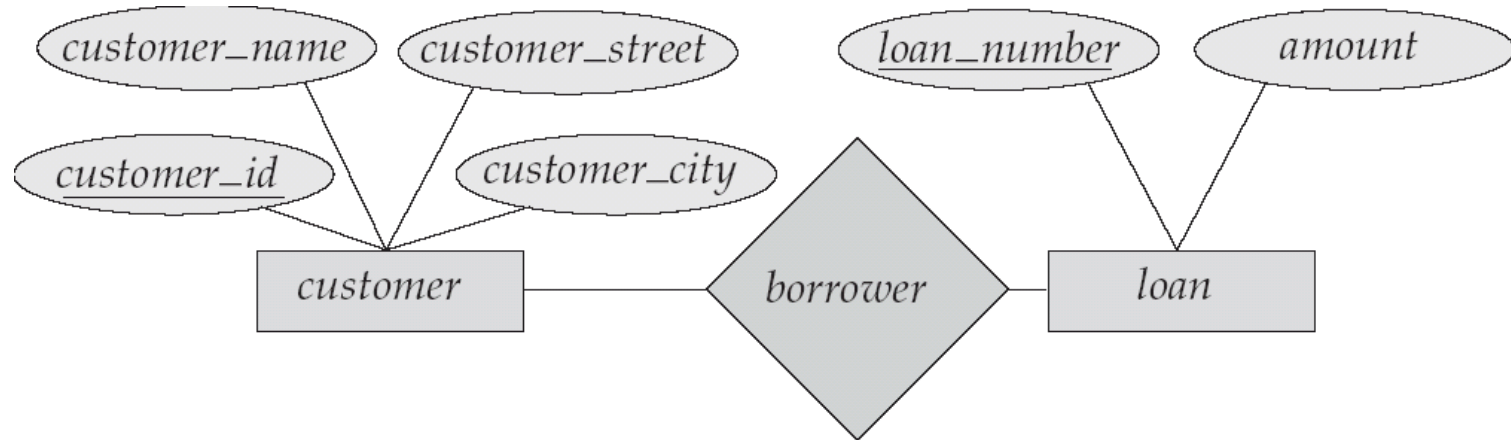 customer_name
customer_street
loan_number
amount
customer_id
customer_city
customer
borrower
loan